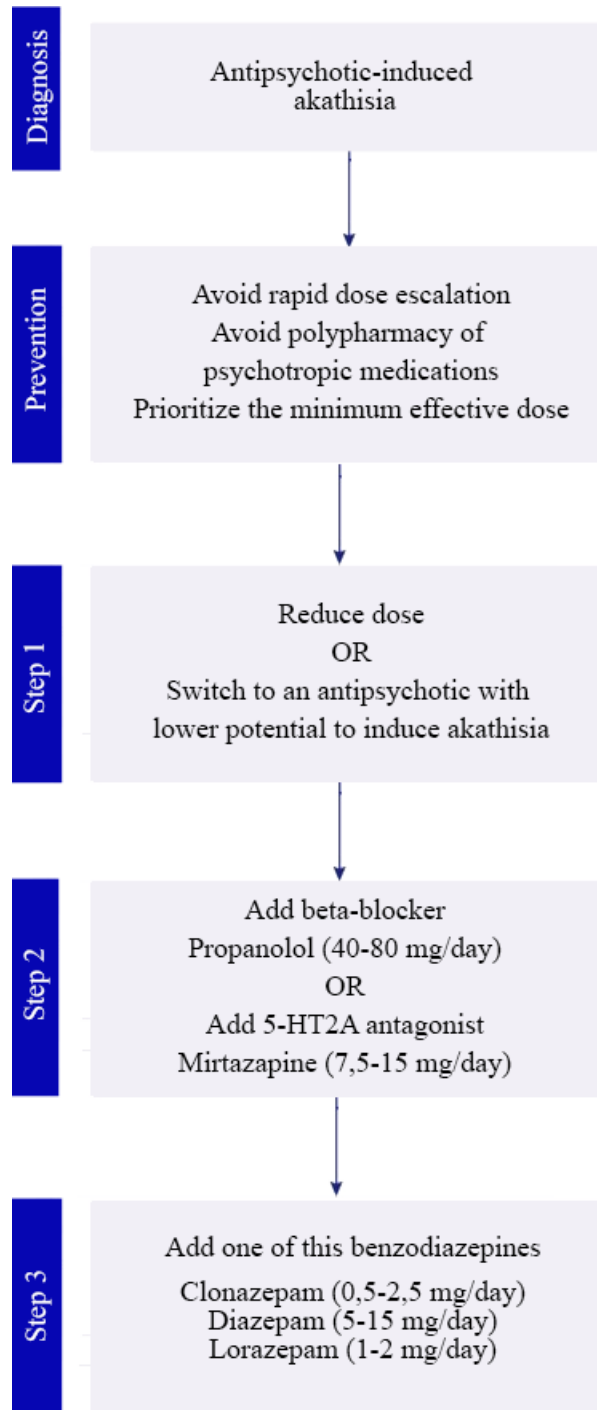 Diagnosis
Antipsychotic-induced
akathisia
Prevention
Avoid rapid dose escalation
Avoid polypharmacy of
psychotropic medications
Prioritize the minimum effective dose
Step 1
Reduce dose
OR
Switch to an antipsychotic with
lower potential to induce akathisia
Step 2
Add beta-blocker
Propanolol (40-80 mg/day)
OR
Add 5-HT2A antagonist
Mirtazapine (7,5-15 mg/day)
Step 3
Add one of this benzodiazepines
Clonazepam (0,5-2,5 mg/day)
Diazepam (5-15 mg/day)
Lorazepam (1-2 mg/day)